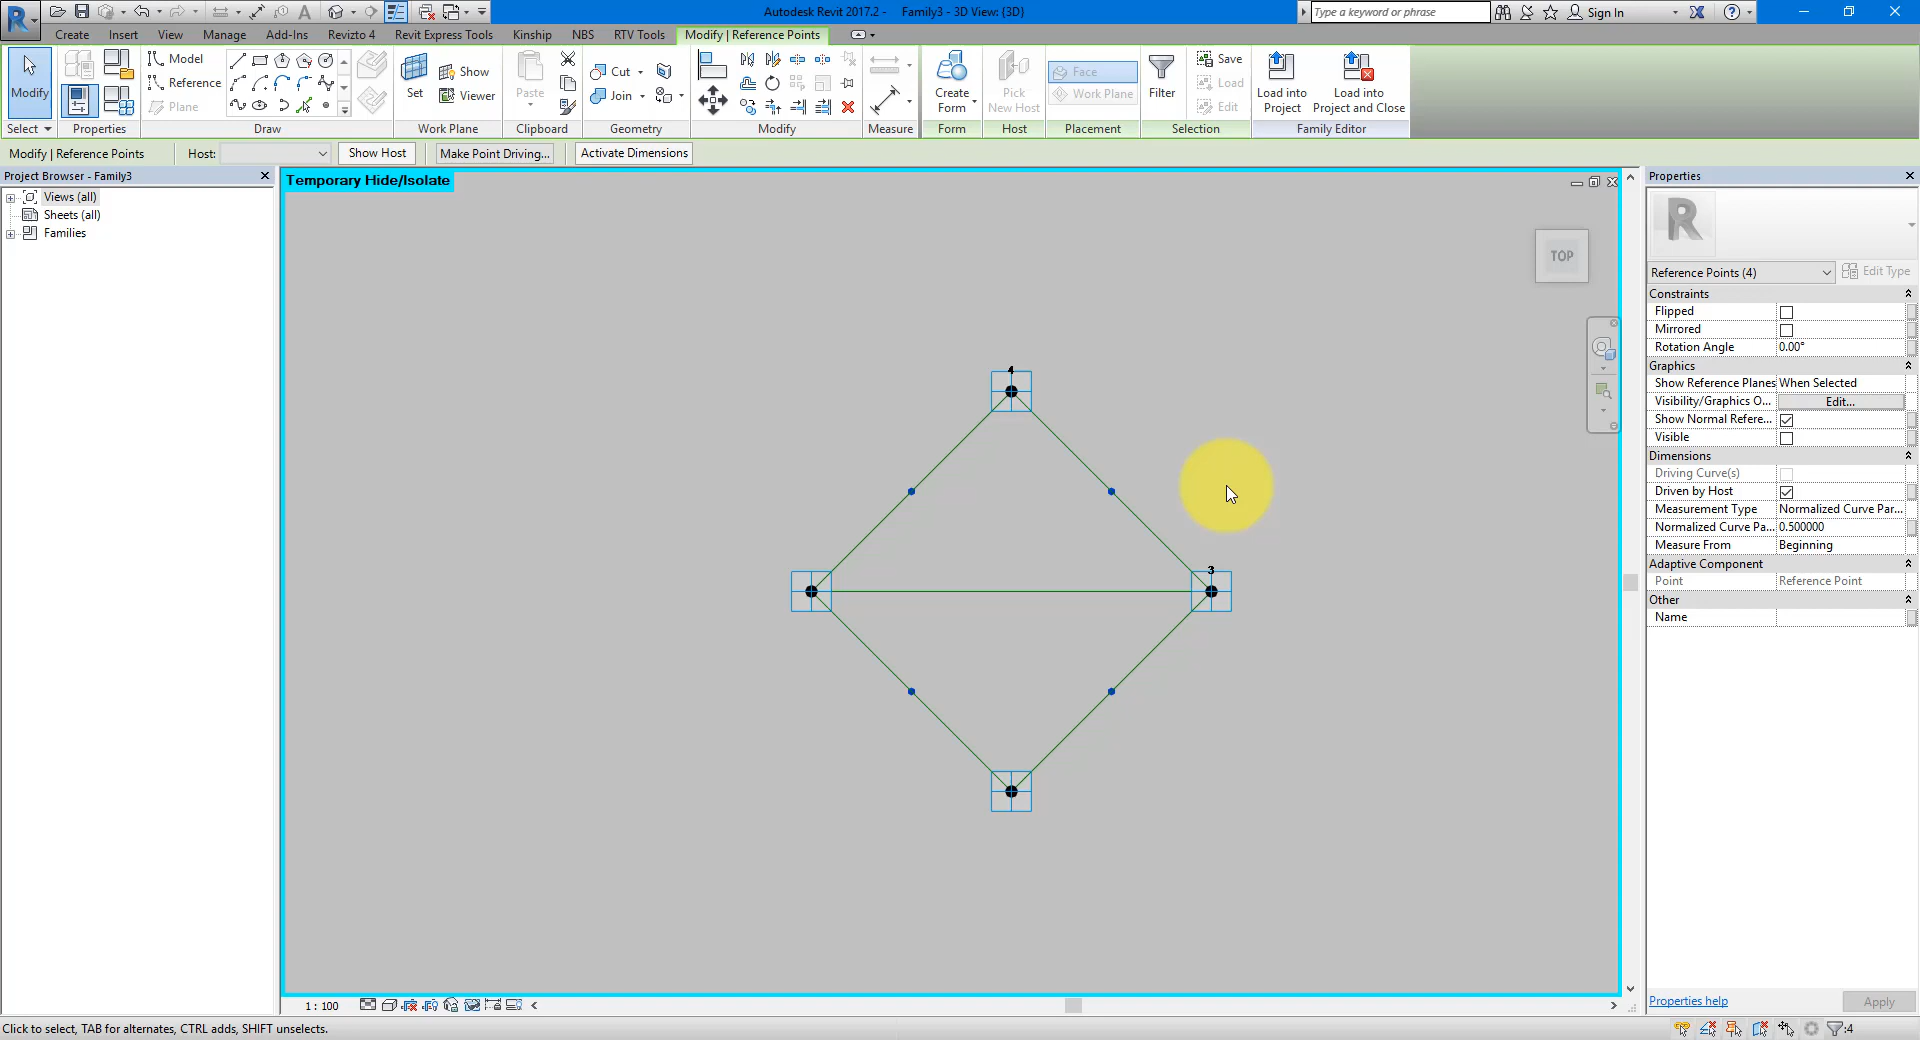 Autodesk Revit 2017.2 - Family3 - 3D View: {3D}
Type a keyword or phrase
Sign In
Create Insert View Manage Add-Ins Revizto 4 Revit Express Tools Kinship NBS RTV Tools Modify | Reference Points
Modify
Model
Reference
Plane
Set
Show
Viewer
Paste
Cut
Join
Create Form
Pick New Host
Face
Work Plane
Filter
Save
Load
Edit
Load into Project
Load into Project and Close
Select Properties Draw Work Plane Clipboard Geometry Modify Measure Form Host Placement Selection Family Editor
Modify | Reference Points Host: Show Host Make Point Driving... Activate Dimensions
Project Browser - Family3
Views (all)
Sheets (all)
Families
Temporary Hide/Isolate
TOP
4
3
Properties
R
Reference Points (4) Edit Type
Constraints
Flipped
Mirrored
Rotation Angle 0.00°
Graphics
Show Reference Planes When Selected
Visibility/Graphics O... Edit...
Show Normal Refere...
Visible
Dimensions
Driving Curve(s)
Driven by Host
Measurement Type Normalized Curve Par...
Normalized Curve Pa... 0.500000
Measure From Beginning
Adaptive Component
Point Reference Point
Other
Name
Properties help Apply
1 : 100
Click to select, TAB for alternates, CTRL adds, SHIFT unselects.
:4